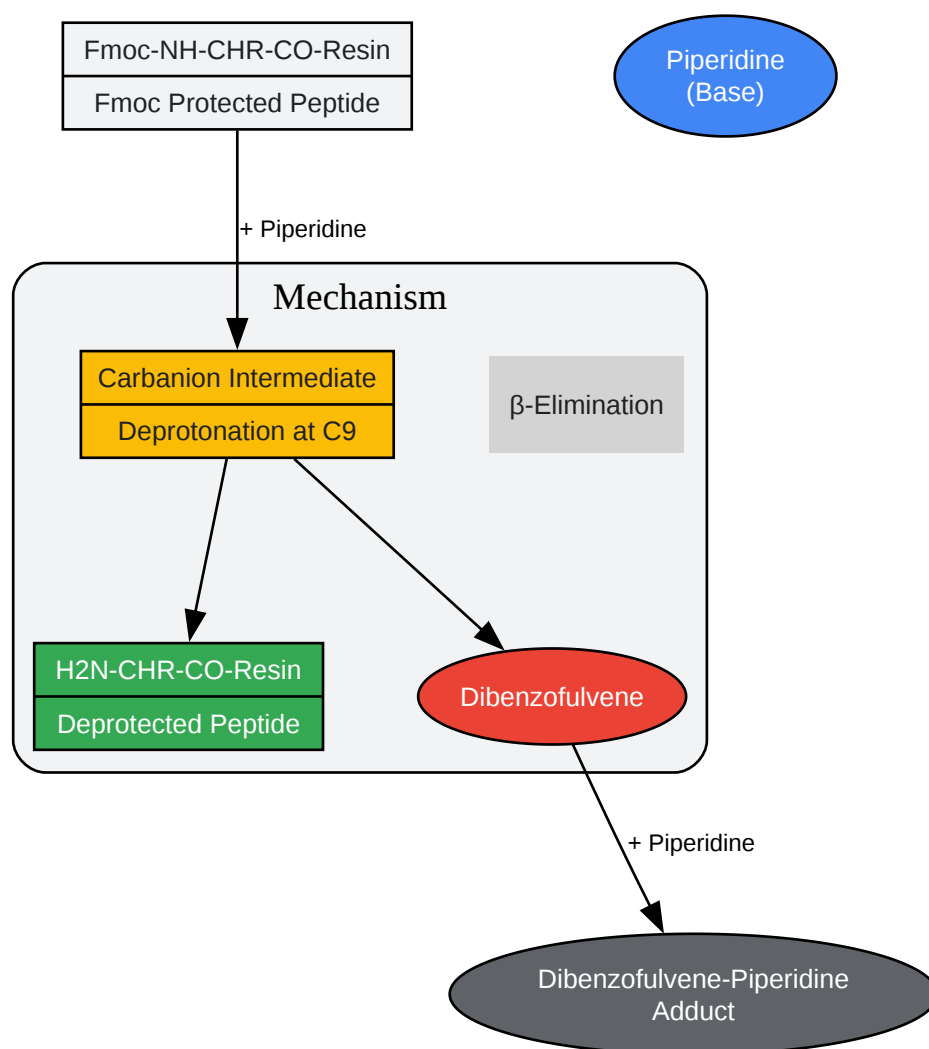 Fmoc-NH-CHR-CO-Resin
Fmoc Protected Peptide
Piperidine
(Base)
+ Piperidine
Mechanism
Carbanion Intermediate
Deprotonation at C9
β-Elimination
H2N-CHR-CO-Resin
Deprotected Peptide
Dibenzofulvene
+ Piperidine
Dibenzofulvene-Piperidine
Adduct